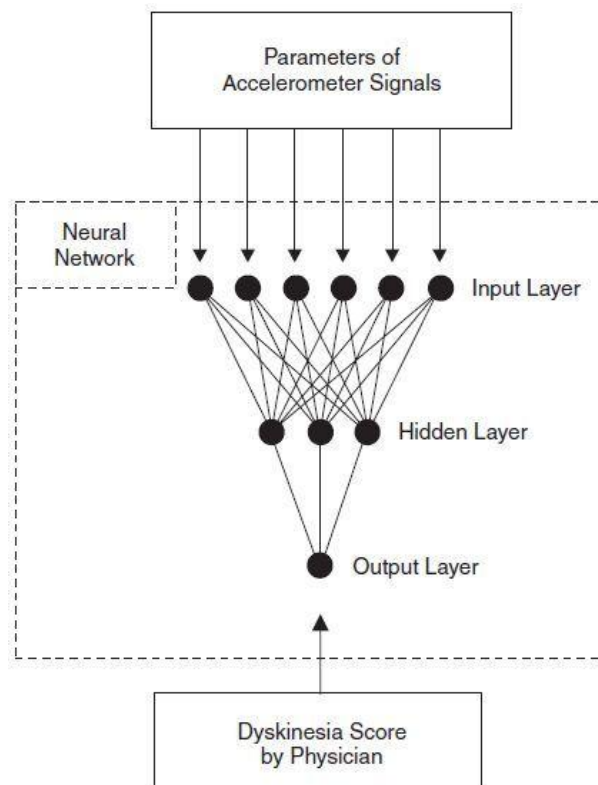 Parameters of
Accelerometer Signals
Neural
Network
Input Layer
Hidden Layer
Output Layer
Dyskinesia Score
by Physician